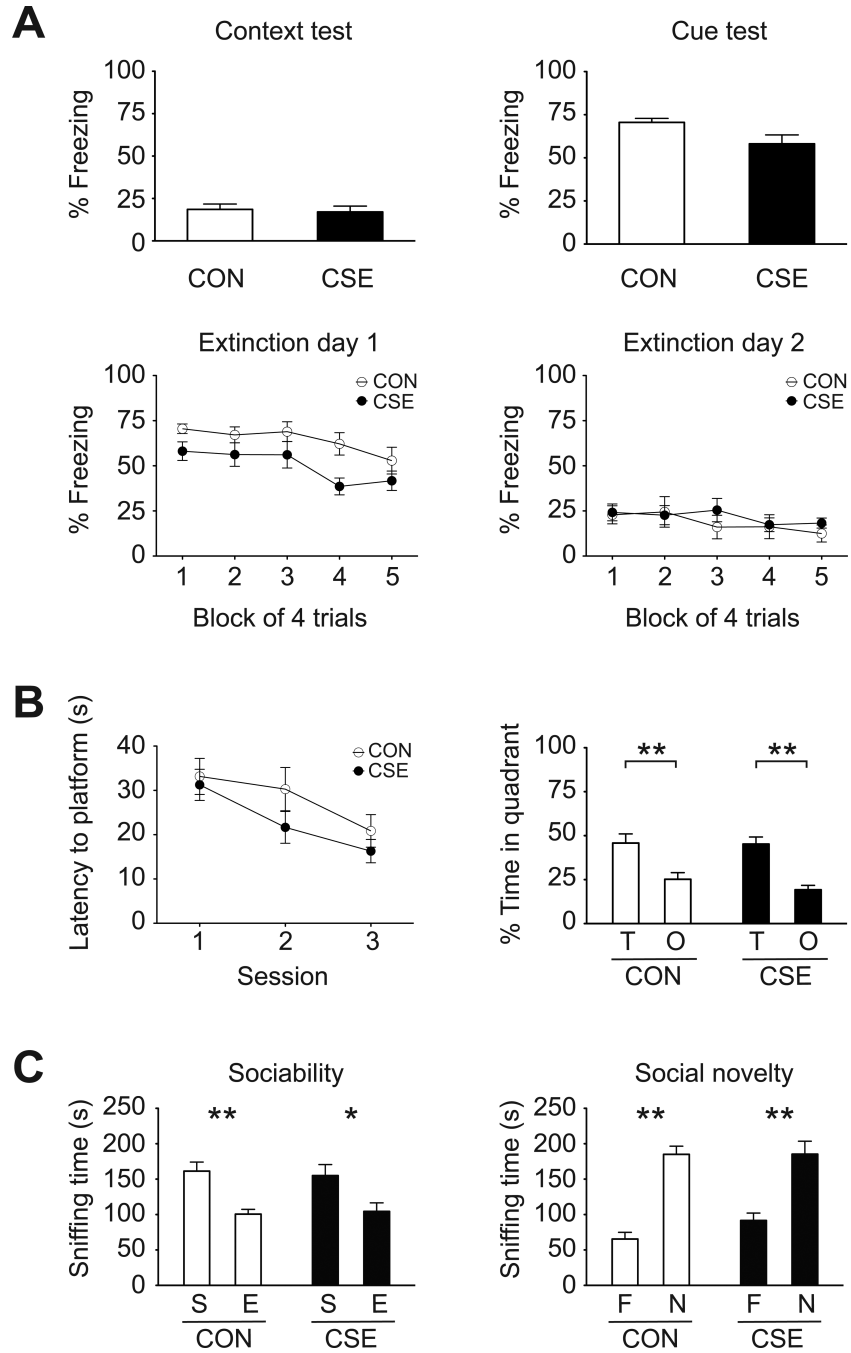 A
Context test
Cue test
% Freezing
100
75
50
25
0
CON CSE
% Freezing
100
75
50
25
0
CON CSE
Extinction day 1
% Freezing
100
75
50
25
0
CON
CSE
1 2 3 4 5
Block of 4 trials
Extinction day 2
% Freezing
100
75
50
25
0
CON
CSE
1 2 3 4 5
Block of 4 trials
B
Latency to platform (s)
40
30
20
10
0
CON
CSE
1 2 3
Session
% Time in quadrant
100
75
50
25
0
** **
T O T O
CON CSE
C
Sociability
Sniffing time (s)
250
200
150
100
50
0
** *
S E S E
CON CSE
Social novelty
Sniffing time (s)
250
200
150
100
50
0
** **
F N F N
CON CSE